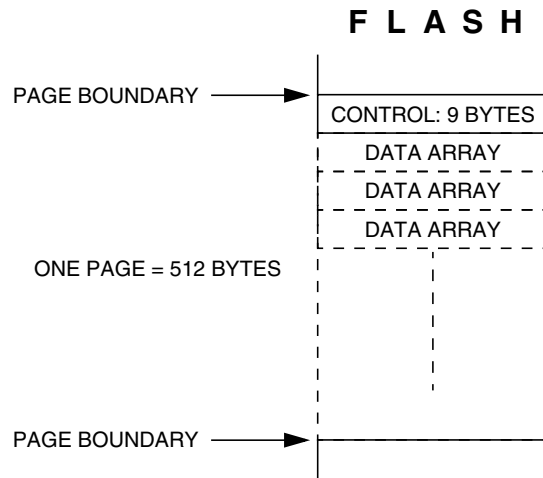 F L A S H
PAGE BOUNDARY
CONTROL: 9 BYTES
DATA ARRAY
DATA ARRAY
DATA ARRAY
ONE PAGE = 512 BYTES
PAGE BOUNDARY